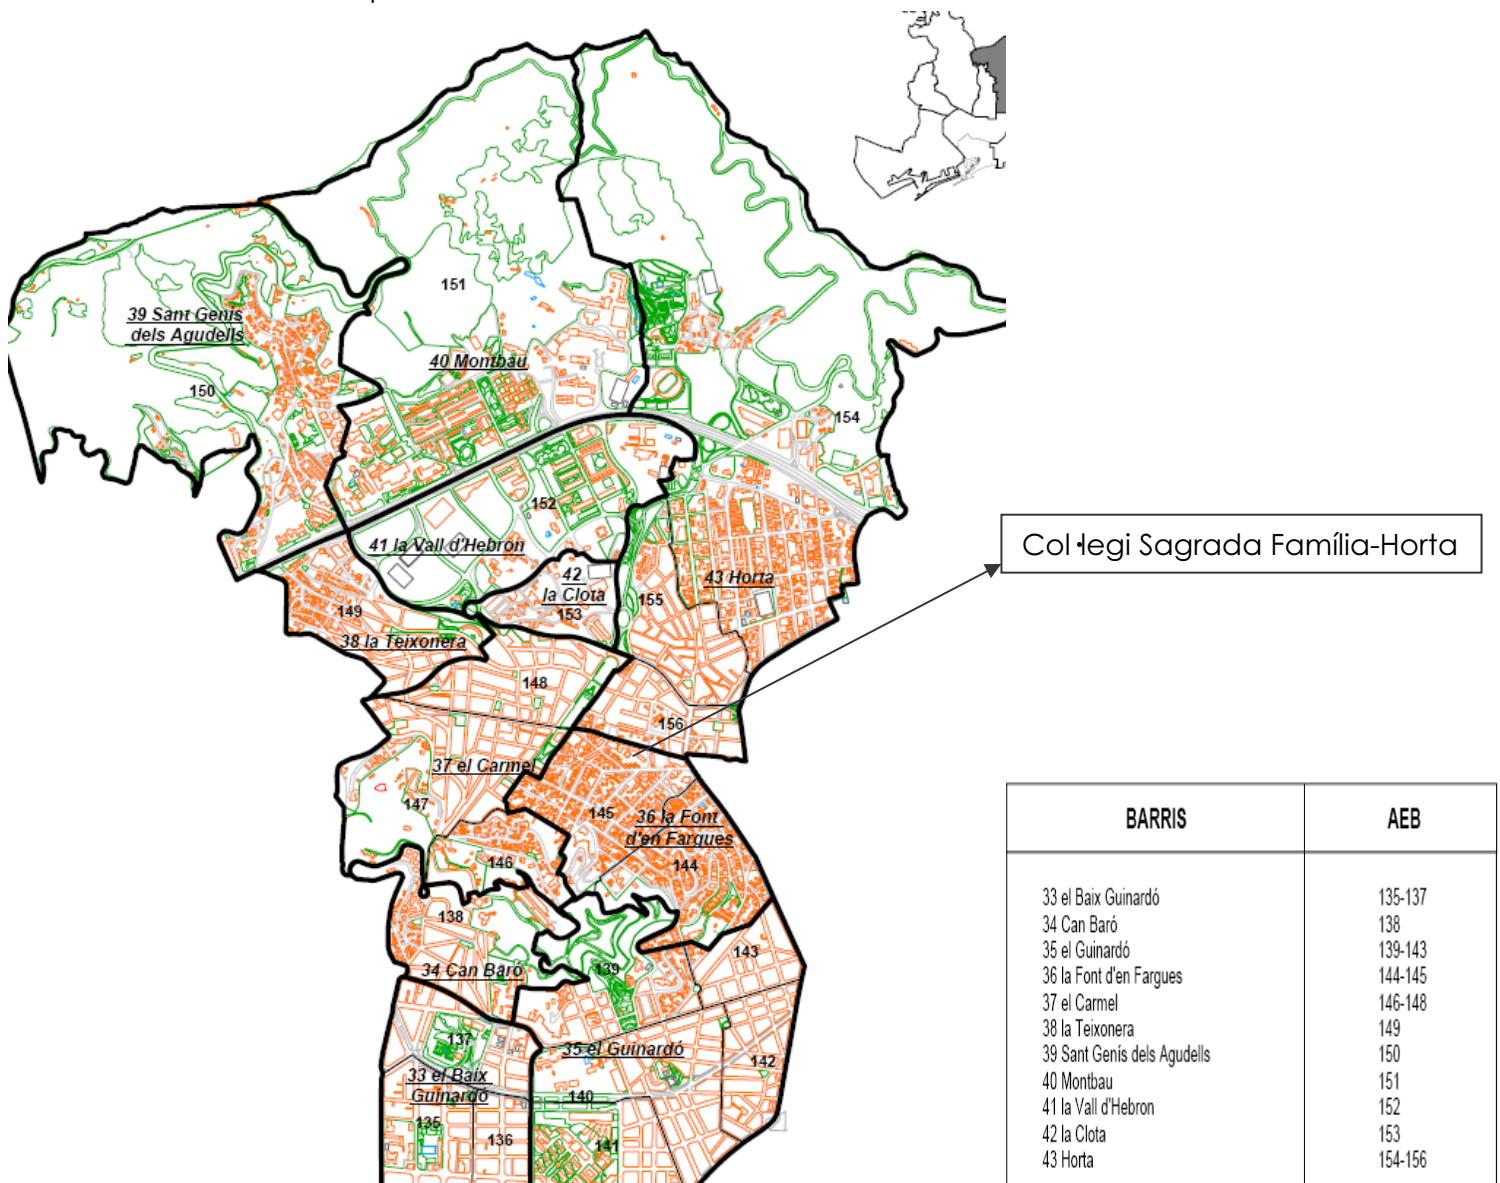 151
39 Sant Genís
dels Agudells
40 Montbau
150
154
152
41 la Vall d'Hebron
Col·legi Sagrada Família-Horta
42
la Clota
153
43 Horta
155
149
38 la Teixonera
148
156
37 el Carmel
147
145
36 la Font
d'en Fargues
146
144
138
143
34 Can Baró
139
137
35 el Guinardó
142
33 el Baix
Guinardó
140
135
136
141
BARRIS AEB
33 el Baix Guinardó 135-137
34 Can Baró 138
35 el Guinardó 139-143
36 la Font d'en Fargues 144-145
37 el Carmel 146-148
38 la Teixonera 149
39 Sant Genís dels Agudells 150
40 Montbau 151
41 la Vall d'Hebron 152
42 la Clota 153
43 Horta 154-156